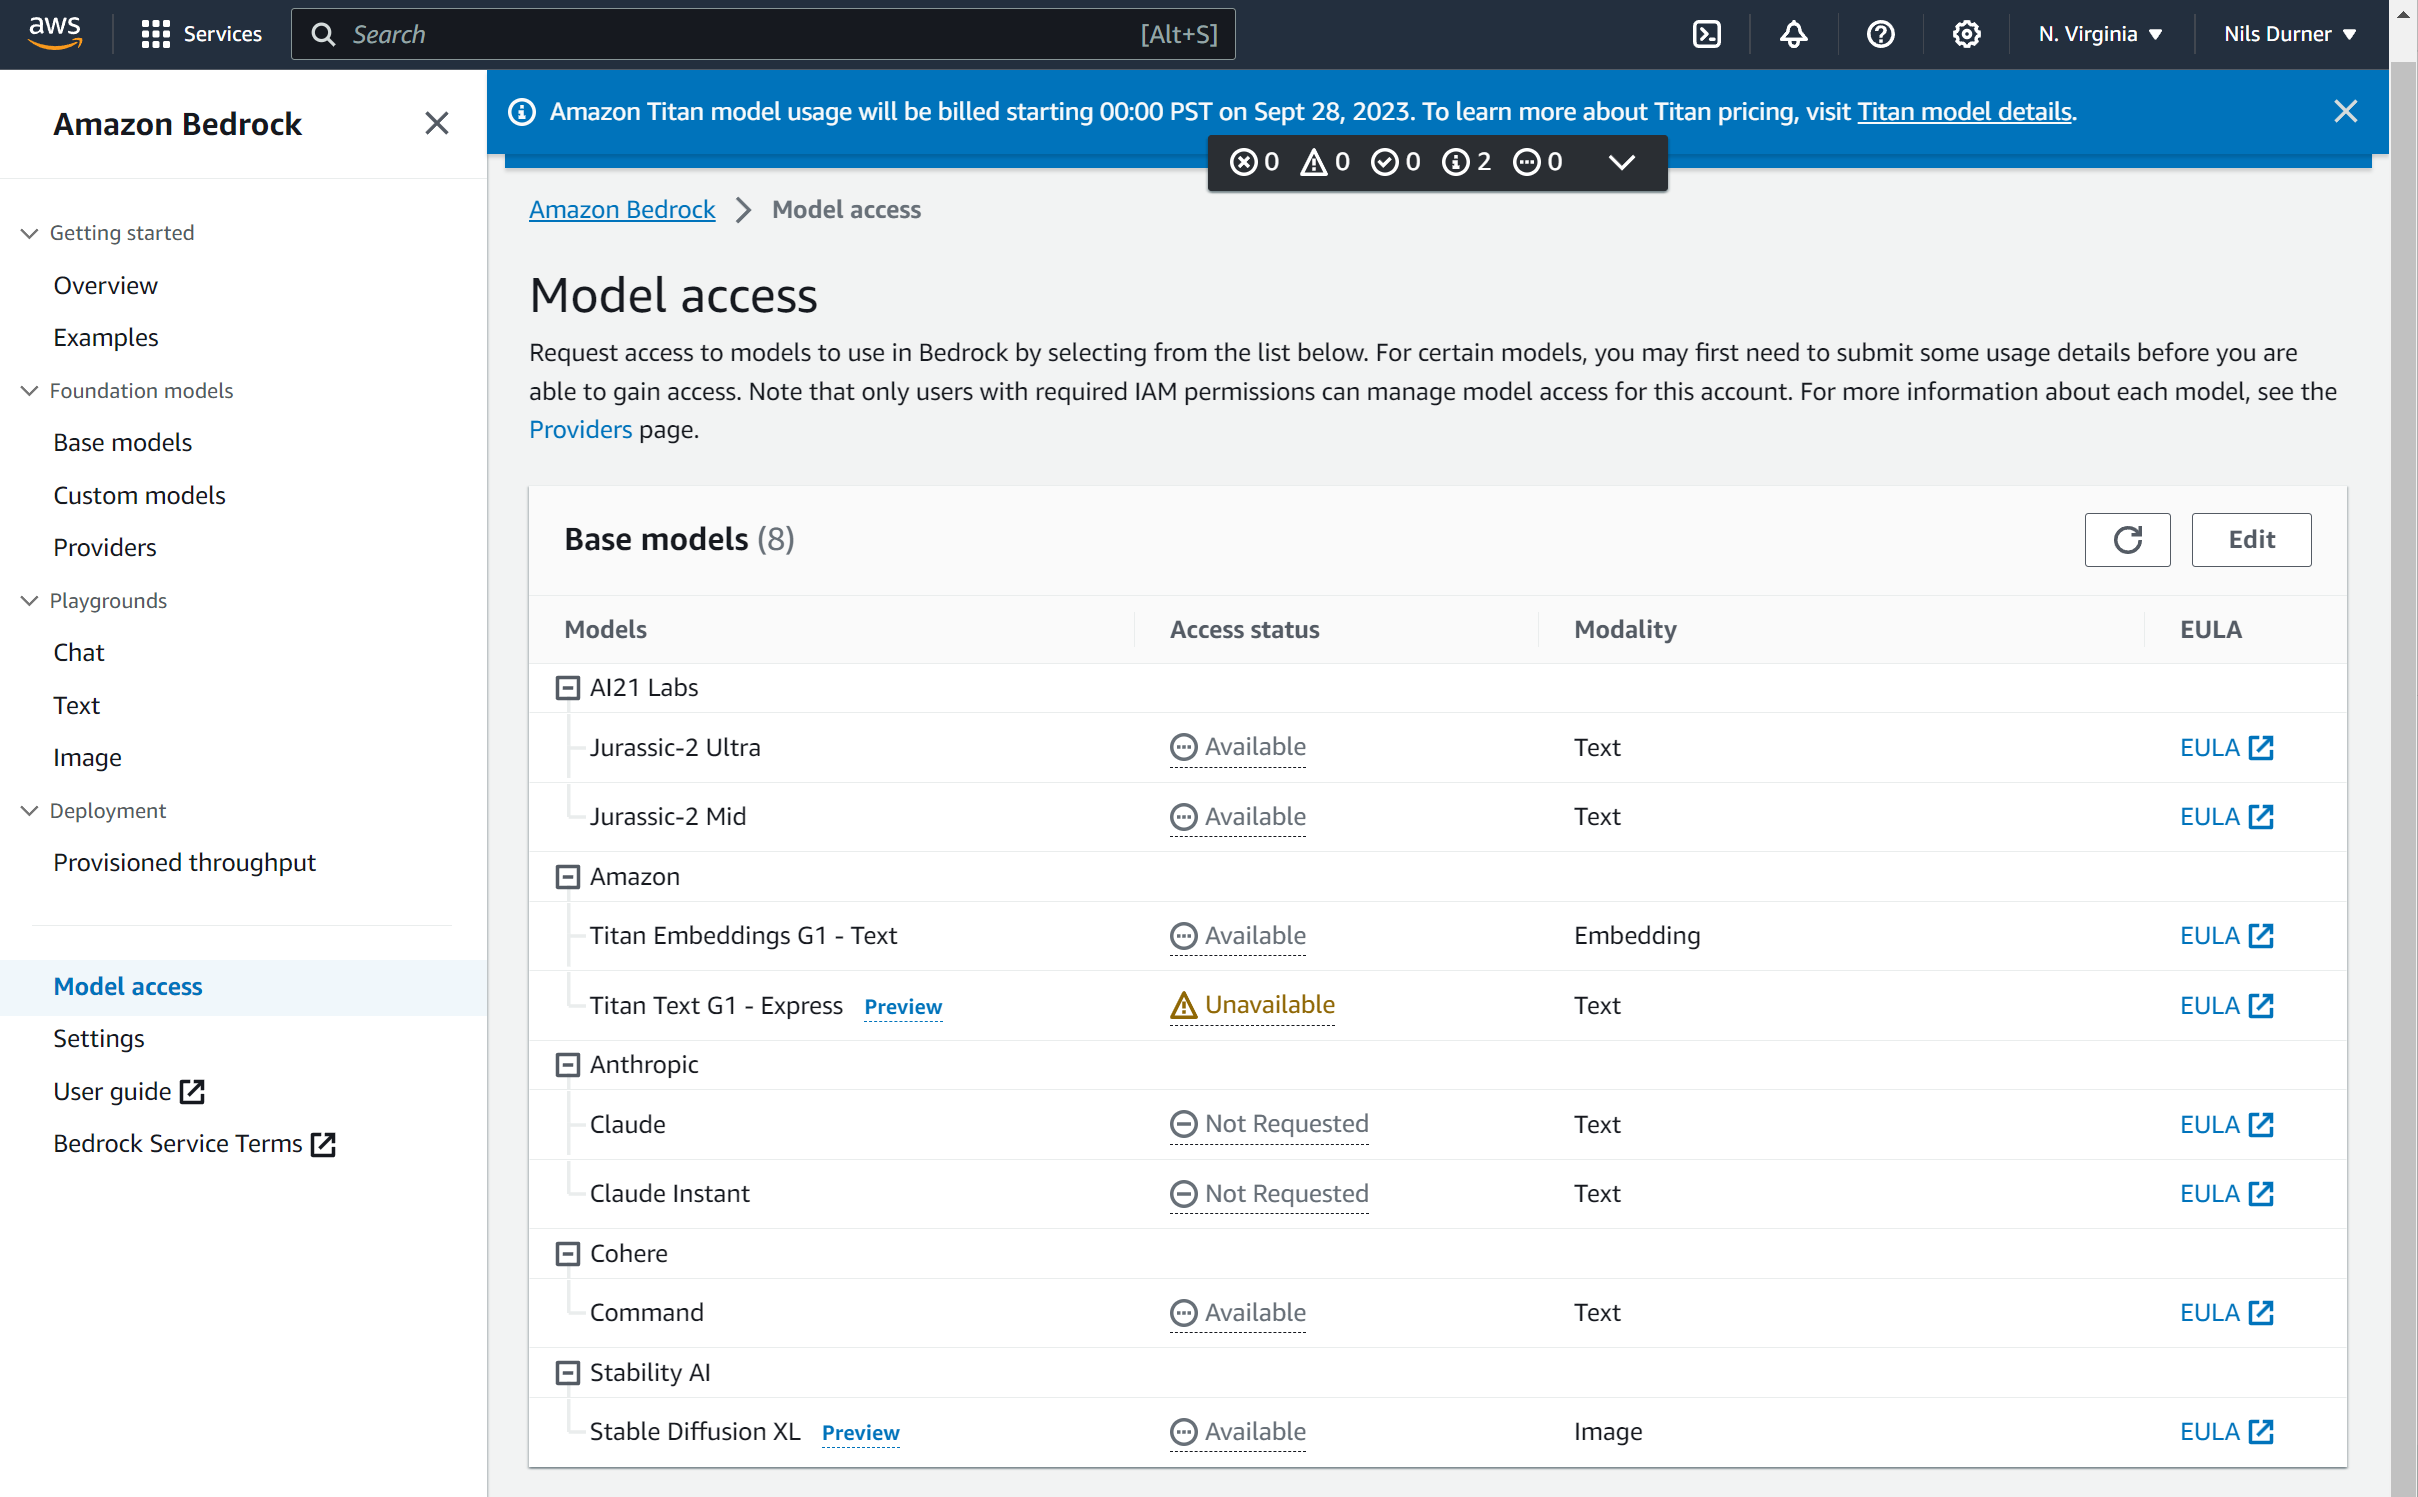 aws
Services
Search [Alt+S]
N. Virginia
Nils Durner
Amazon Bedrock
Getting started
Overview
Examples
Foundation models
Base models
Custom models
Providers
Playgrounds
Chat
Text
Image
Deployment
Provisioned throughput
Model access
Settings
User guide
Bedrock Service Terms
Amazon Titan model usage will be billed starting 00:00 PST on Sept 28, 2023. To learn more about Titan pricing, visit Titan model details.
0 0 0 2 0
Amazon Bedrock Model access
Model access
Request access to models to use in Bedrock by selecting from the list below. For certain models, you may first need to submit some usage details before you are
able to gain access. Note that only users with required IAM permissions can manage model access for this account. For more information about each model, see the
Providers page.
Base models (8)
Edit
Models Access status Modality EULA
AI21 Labs
Jurassic-2 Ultra Available Text EULA
Jurassic-2 Mid Available Text EULA
Amazon
Titan Embeddings G1 - Text Available Embedding EULA
Titan Text G1 - Express Preview Unavailable Text EULA
Anthropic
Claude Not Requested Text EULA
Claude Instant Not Requested Text EULA
Cohere
Command Available Text EULA
Stability AI
Stable Diffusion XL Preview Available Image EULA